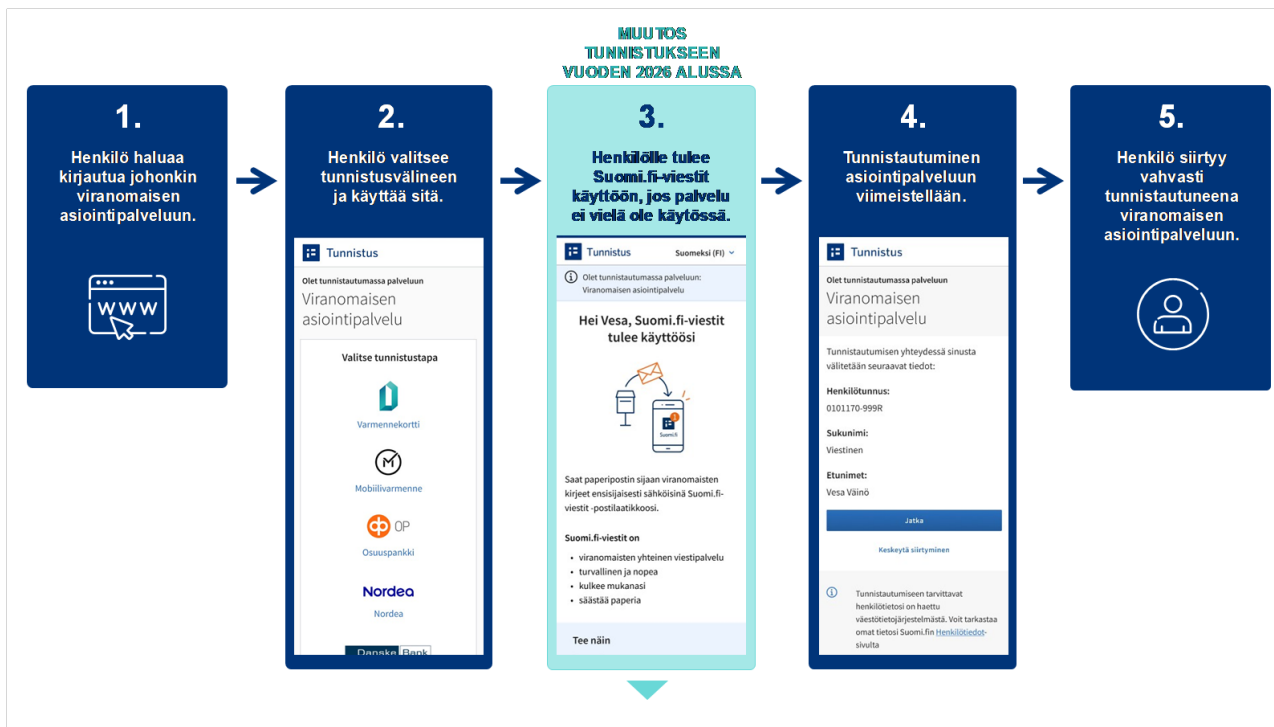 MUUTOS
TUNNISTUKSEEN
VUODEN 2026 ALUSSA
1.
Henkilö haluaa
kirjautua johonkin
viranomaisen
asiointipalveluun.
WWW
2.
Henkilö valitsee
tunnistusvälineen
ja käyttää sitä.
Tunnistus
Olet tunnistautumassa palveluun
Viranomaisen
asiointipalvelu
Valitse tunnistustapa
Varmennekortti
Mobiilivarmenne
OP
Osuuspankki
Nordea
Nordea
Danske Bank
3.
Henkilölle tulee
Suomi.fi-viestit
käyttöön, jos palvelu
ei vielä ole käytössä.
Tunnistus
Suomeksi (FI)
Olet tunnistautumassa palveluun:
Viranomaisen asiointipalvelu
Hei Vesa, Suomi.fi-viestit
tulee käyttöösi
Suomi.fi
Saat paperipostin sijaan viranomaisten
kirjeet ensisijaisesti sähköisinä Suomi.fi-
viestit -postilaatikkoosi.
Suomi.fi-viestit on
• viranomaisten yhteinen viestipalvelu
• turvallinen ja nopea
• kulkee mukanasi
• säästää paperia
Tee näin
4.
Tunnistautuminen
asiointipalveluun
viimeistellään.
Tunnistus
Olet tunnistautumassa palveluun
Viranomaisen
asiointipalvelu
Tunnistautumisen yhteydessä sinusta
välitetään seuraavat tiedot:
Henkilötunnus:
0101170-999R
Sukunimi:
Viestinen
Etunimet:
Vesa Väinö
Jatka
Keskeytä siirtyminen
Tunnistautumiseen tarvittavat
henkilötietosi on haettu
väestötietojärjestelmästä. Voit tarkastaa
omat tietosi Suomi.fin Henkilötiedot-
sivulta
5.
Henkilö siirtyy
vahvasti
tunnistautuneena
viranomaisen
asiointipalveluun.